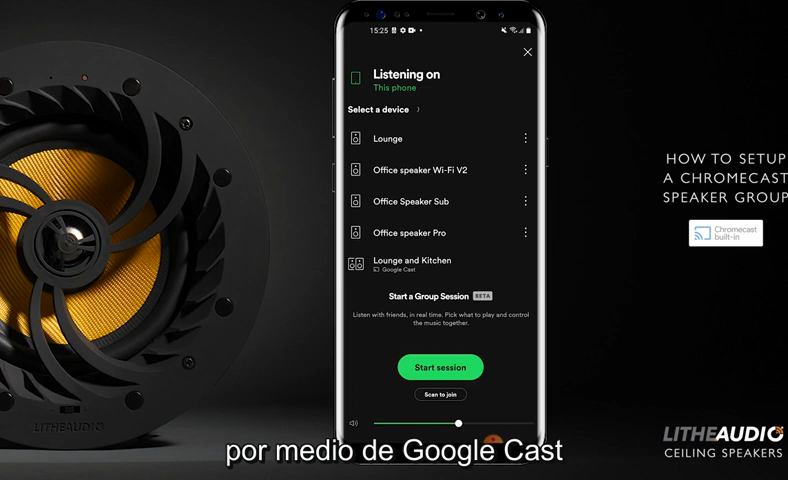 15:25
Listening on
This phone
Select a device
Lounge
Office speaker Wi-Fi V2
Office Speaker Sub
Office speaker Pro
Lounge and Kitchen
Google Cast
Start a Group Session BETA
Listen with friends, in real time. Pick what to play and control
the music together.
Start session
Scan to join
HOW TO SETUP
A CHROMECAST
SPEAKER GROUP
Chromecast
built-in
LITHEAUDIO
LITHEAUDIO
CEILING SPEAKERS
por medio de Google Cast